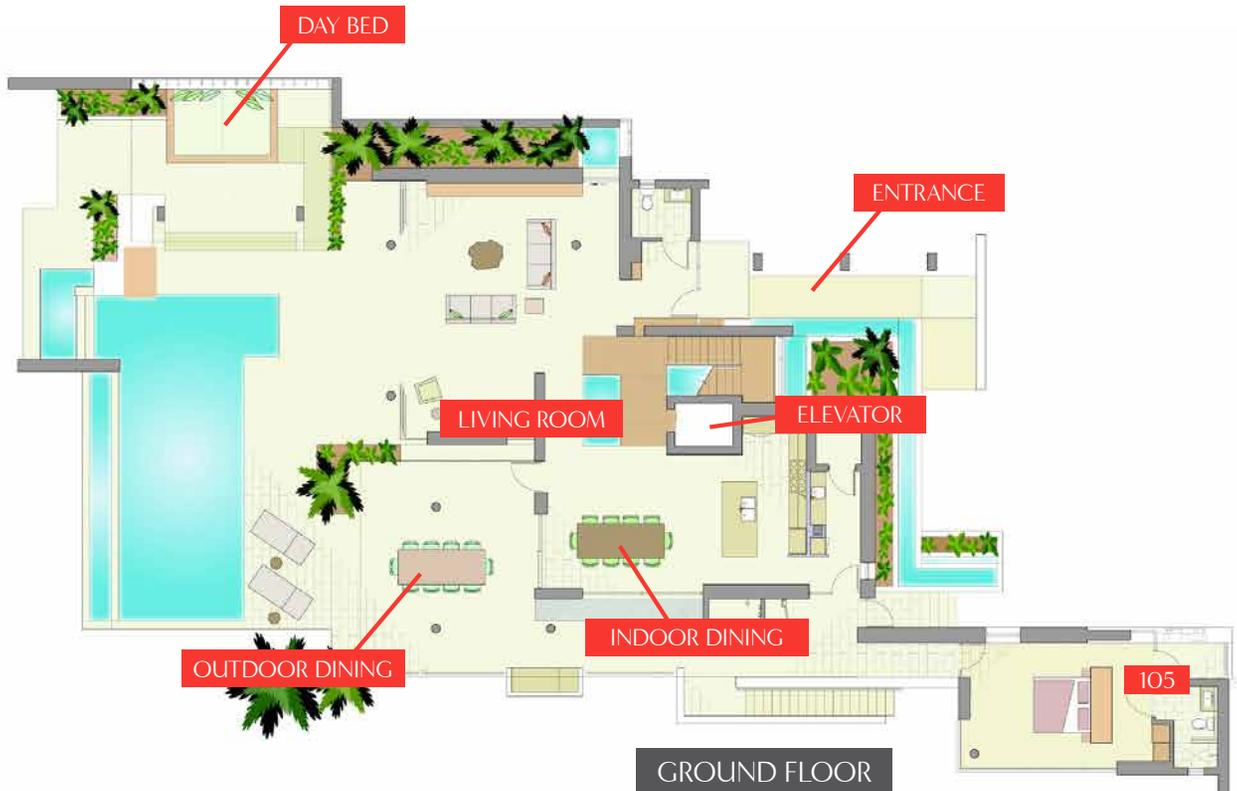 DAY BED
ENTRANCE
LIVING ROOM
ELEVATOR
INDOOR DINING
OUTDOOR DINING
105
GROUND FLOOR